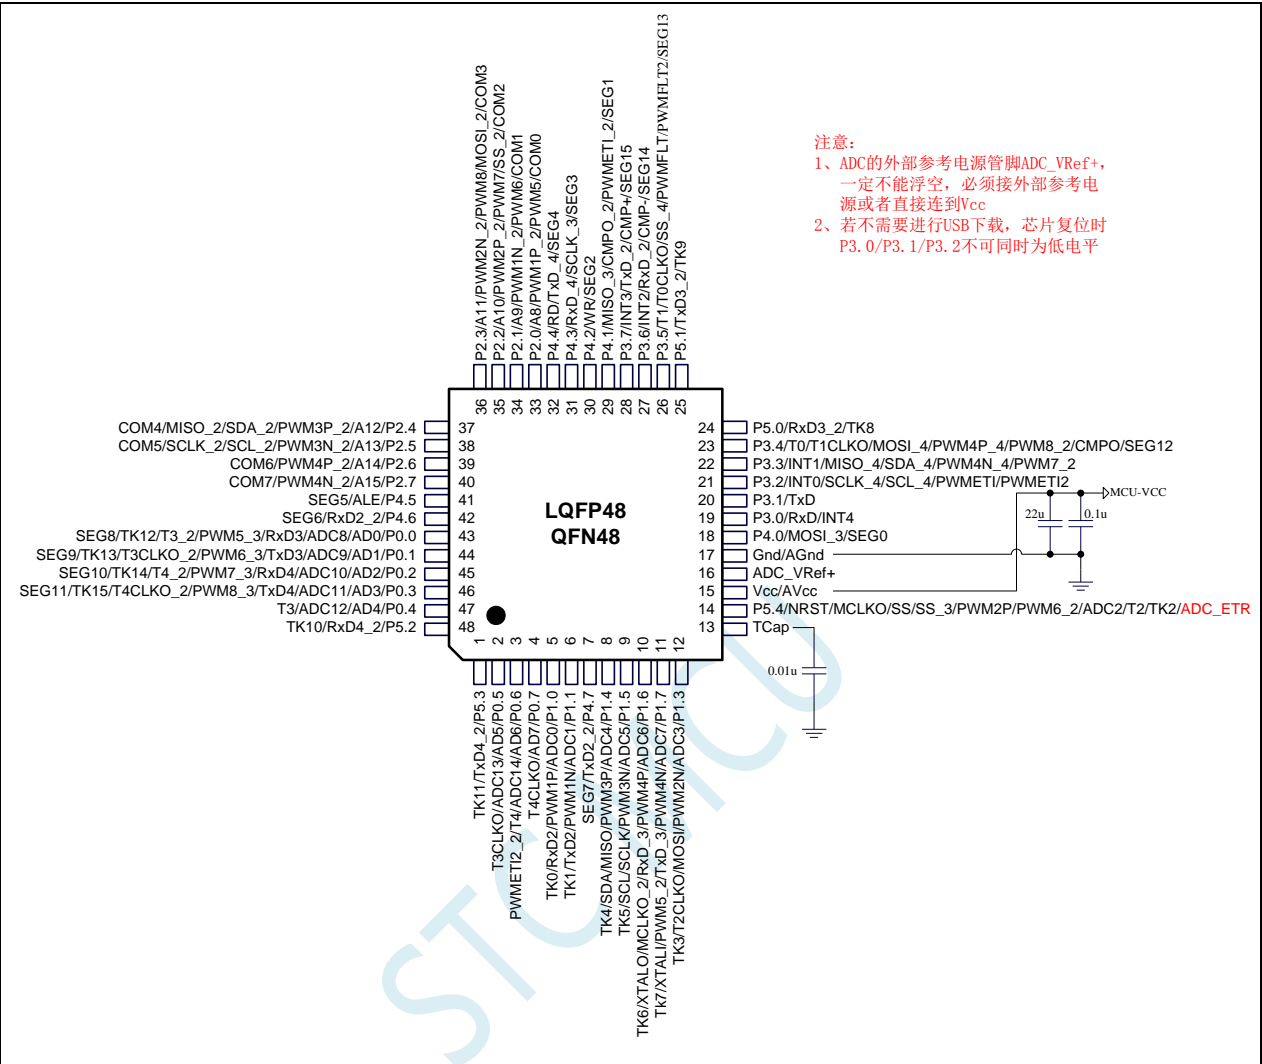 P2.3/A11/PWM2N_2/PWM8/MOSI_2/COM3
P2.2/A10/PWM2P_2/PWM7/SS_2/COM2
P2.1/A9/PWM1N_2/PWM6/COM1
P2.0/A8/PWM1P_2/PWM5/COM0
P4.4/RD/TxD_4/SEG4
P4.3/RxD_4/SCLK_3/SEG3
P4.2/WR/SEG2
P4.1/MISO_3/CMPO_2/PWMETI_2/SEG1
P3.7/INT3/TxD_2/CMP+/SEG15
P3.6/INT2/RxD_2/CMP-/SEG14
P3.5/T1/T0CLKO/SS_4/PWMFLT/PWMFLT2/SEG13
P5.1/TxD3_2/TK9
注意:
1、ADC的外部参考电源管脚ADC_VRef+,
一定不能浮空，必须接外部参考电
源或者直接连到Vcc
2、若不需要进行USB下载，芯片复位时
P3.0/P3.1/P3.2不可同时为低电平
36 35 34 33 32 31 30 29 28 27 26 25
COM4/MISO_2/SDA_2/PWM3P_2/A12/P2.4 37
COM5/SCLK_2/SCL_2/PWM3N_2/A13/P2.5 38
COM6/PWM4P_2/A14/P2.6 39
COM7/PWM4N_2/A15/P2.7 40
SEG5/ALE/P4.5 41
SEG6/RxD2_2/P4.6 42
SEG8/TK12/T3_2/PWM5_3/RxD3/ADC8/AD0/P0.0 43
SEG9/TK13/T3CLKO_2/PWM6_3/TxD3/ADC9/AD1/P0.1 44
SEG10/TK14/T4_2/PWM7_3/RxD4/ADC10/AD2/P0.2 45
SEG11/TK15/T4CLKO_2/PWM8_3/TxD4/ADC11/AD3/P0.3 46
T3/ADC12/AD4/P0.4 47
TK10/RxD4_2/P5.2 48
LQFP48
QFN48
24 P5.0/RxD3_2/TK8
23 P3.4/T0/T1CLKO/MOSI_4/PWM4P_4/PWM8_2/CMPO/SEG12
22 P3.3/INT1/MISO_4/SDA_4/PWM4N_4/PWM7_2
21 P3.2/INT0/SCLK_4/SCL_4/PWMETI/PWMETI2
20 P3.1/TxD
19 P3.0/RxD/INT4
18 P4.0/MOSI_3/SEG0
17 Gnd/AGnd
16 ADC_VRef+
15 Vcc/AVcc
14 P5.4/NRST/MCLKO/SS/SS_3/PWM2P/PWM6_2/ADC2/T2/TK2/ADC_ETR
13 TCap
MCU-VCC
22u
0.1u
0.01u
1 2 3 4 5 6 7 8 9 10 11 12
TK11/TxD4_2/P5.3
T3CLKO/ADC13/AD5/P0.5
PWMETI2_2/T4/ADC14/AD6/P0.6
T4CLKO/AD7/P0.7
TK0/RxD2/PWM1P/ADC0/P1.0
TK1/TxD2/PWM1N/ADC1/P1.1
SEG7/TxD2_2/P4.7
TK4/SDA/MISO/PWM3P/ADC4/P1.4
TK5/SCL/SCLK/PWM3N/ADC5/P1.5
TK6/XTALO/MCLKO_2/RxD_3/PWM4P/ADC6/P1.6
Tk7/XTALI/PWM5_2/TxD_3/PWM4N/ADC7/P1.7
TK3/T2CLKO/MOSI/PWM2N/ADC3/P1.3
STCMCU